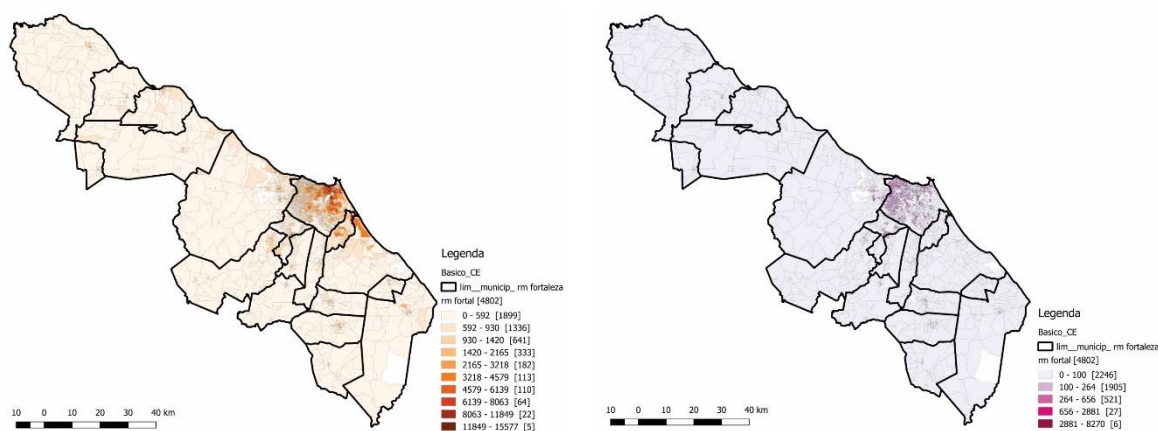 Legenda
Basico_CE
lim__municip_ rm fortaleza
rm fortal [4802]
0 - 592 [1899]
592 - 930 [1336]
930 - 1420 [641]
1420 - 2165 [333]
2165 - 3218 [182]
3218 - 4579 [113]
4579 - 6139 [110]
6139 - 8063 [64]
8063 - 11849 [22]
11849 - 15577 [5]
10 0 10 20 30 40 km
Legenda
Basico_CE
lim__municip_ rm fortaleza
rm fortal [4802]
0 - 100 [2246]
100 - 264 [1905]
264 - 656 [521]
656 - 2881 [27]
2881 - 8270 [6]
10 0 10 20 30 40 km